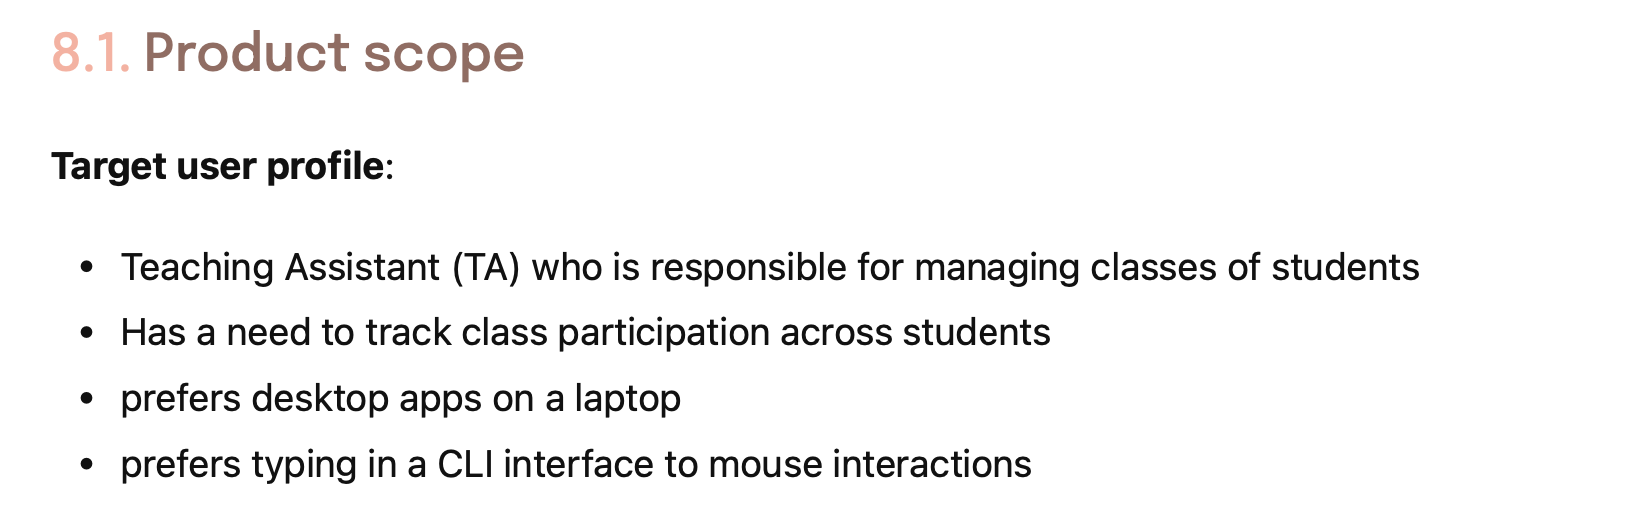 8.1. Product scope
Target user profile:
• Teaching Assistant (TA) who is responsible for managing classes of students
• Has a need to track class participation across students
• prefers desktop apps on a laptop
• prefers typing in a CLI interface to mouse interactions